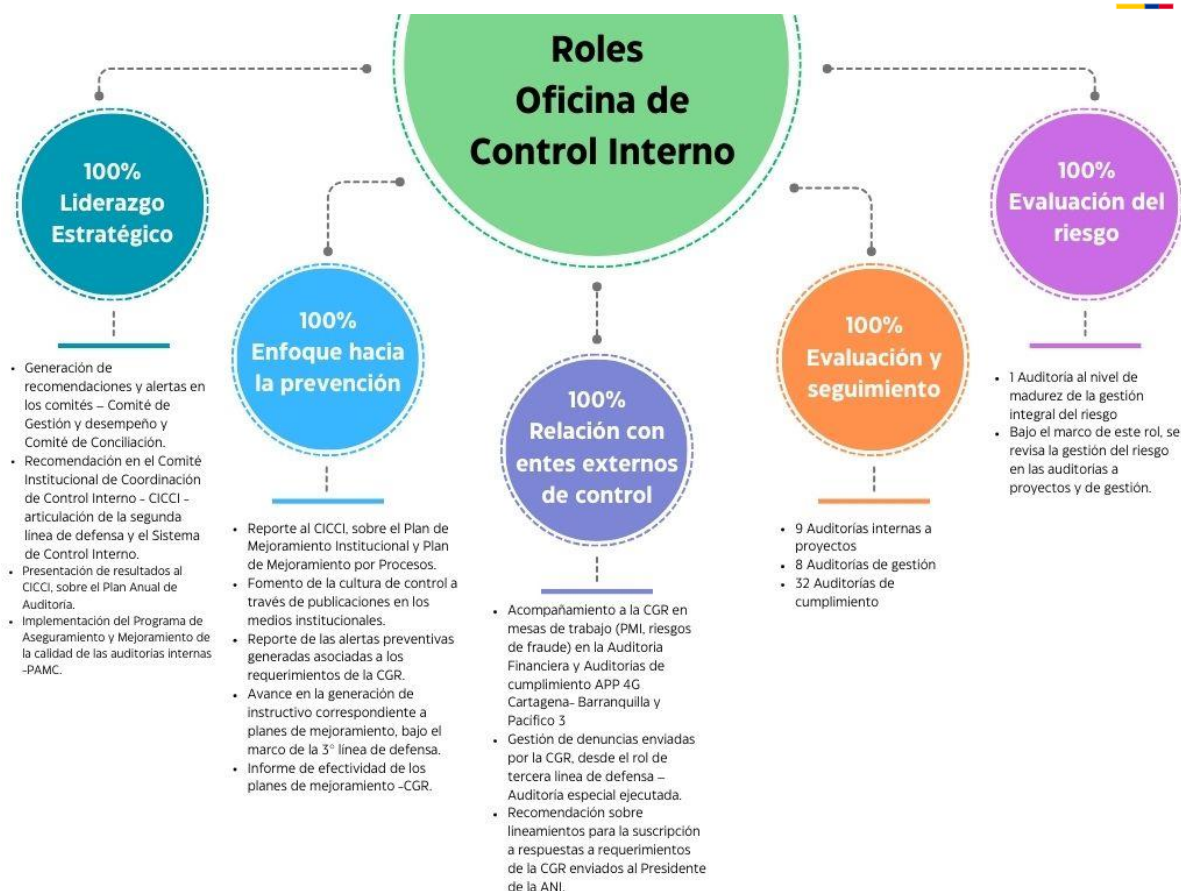 Roles
Oficina de
Control Interno
100%
Liderazgo
Estratégico
• Generación de
recomendaciones y alertas en
los comités – Comité de
Gestión y desempeño y
Comité de Conciliación.
• Recomendación en el Comité
Institucional de Coordinación
de Control Interno - CICCI -
articulación de la segunda
línea de defensa y el Sistema
de Control Interno.
• Presentación de resultados al
CICCI, sobre el Plan Anual de
Auditoría.
• Implementación del Programa de
Aseguramiento y Mejoramiento de
la calidad de las auditorías internas
-PAMC.
100%
Enfoque hacia
la prevención
• Reporte al CICCI, sobre el Plan de
Mejoramiento Institucional y Plan
de Mejoramiento por Procesos.
• Fomento de la cultura de control a
través de publicaciones en los
medios institucionales.
• Reporte de las alertas preventivas
generadas asociadas a los
requerimientos de la CGR.
• Avance en la generación de
instructivo correspondiente a
planes de mejoramiento, bajo el
marco de la 3° línea de defensa.
• Informe de efectividad de los
planes de mejoramiento -CGR.
100%
Relación con
entes externos
de control
• Acompañamiento a la CGR en
mesas de trabajo (PMI, riesgos
de fraude) en la Auditoria
Financiera y Auditorías de
cumplimiento APP 4G
Cartagena- Barranquilla y
Pacífico 3
• Gestión de denuncias enviadas
por la CGR, desde el rol de
tercera linea de defensa –
Auditoría especial ejecutada.
• Recomendación sobre
lineamientos para la suscripción
a respuestas a requerimientos
de la CGR enviados al Presidente
de la ANI.
100%
Evaluación y
seguimiento
• 9 Auditorías internas a
proyectos
• 8 Auditorías de gestión
• 32 Auditorías de
cumplimiento
100%
Evaluación del
riesgo
• 1 Auditoría al nivel de
madurez de la gestión
integral del riesgo
• Bajo el marco de este rol, se
revisa la gestión del riesgo
en las auditorías a
proyectos y de gestión.